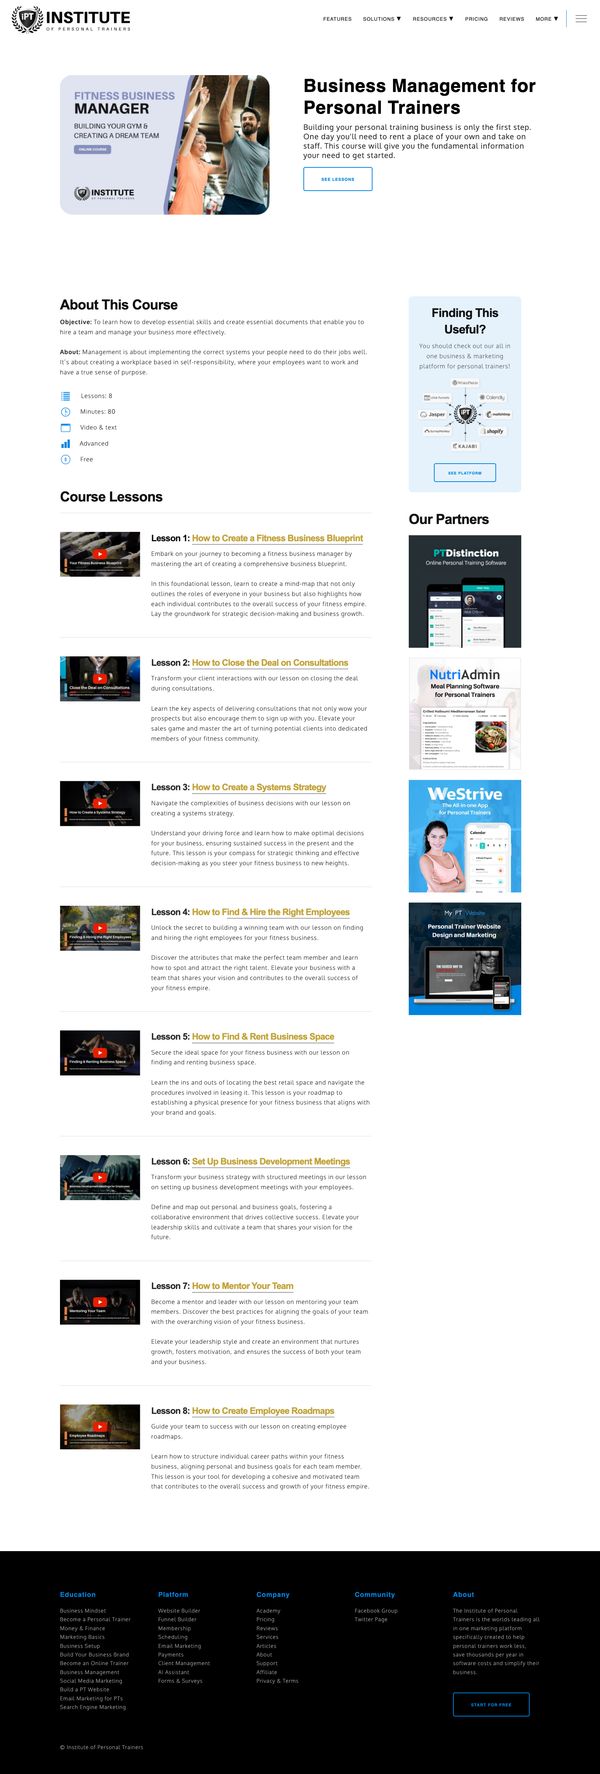 IPT INSTITUTE
OF PERSONAL TRAINERS
FEATURES SOLUTIONS ▼ RESOURCES ▼ PRICING REVIEWS MORE ▼
FITNESS BUSINESS
MANAGER
BUILDING YOUR GYM &
CREATING A DREAM TEAM
ONLINE COURSE
INSTITUTE
OF PERSONAL TRAINERS
Business Management for
Personal Trainers
Building your personal training business is only the first step.
One day you'll need to rent a place of your own and take on
staff. This course will give you the fundamental information
your need to get started.
SEE LESSONS
About This Course
Objective: To learn how to develop essential skills and create essential documents that enable you to
hire a team and manage your business more effectively.
About: Management is about implementing the correct systems your people need to do their jobs well.
It's about creating a workplace based in self-responsibility, where your employees want to work and
have a true sense of purpose.
Lessons: 8
Minutes: 80
Video & text
Advanced
Free
Course Lessons
Your Fitness Business Blueprint
Lesson 1: How to Create a Fitness Business Blueprint
Embark on your journey to becoming a fitness business manager by
mastering the art of creating a comprehensive business blueprint.
In this foundational lesson, learn to create a mind-map that not only
outlines the roles of everyone in your business but also highlights how
each individual contributes to the overall success of your fitness empire.
Lay the groundwork for strategic decision-making and business growth.
Close the Deal on Consultations
Lesson 2: How to Close the Deal on Consultations
Transform your client interactions with our lesson on closing the deal
during consultations.
Learn the key aspects of delivering consultations that not only wow your
prospects but also encourage them to sign up with you. Elevate your
sales game and master the art of turning potential clients into dedicated
members of your fitness community.
How to Create a Systems Strategy
Lesson 3: How to Create a Systems Strategy
Navigate the complexities of business decisions with our lesson on
creating a systems strategy.
Understand your driving force and learn how to make optimal decisions
for your business, ensuring sustained success in the present and the
future. This lesson is your compass for strategic thinking and effective
decision-making as you steer your fitness business to new heights.
Finding & Hiring the Right Employees
Lesson 4: How to Find & Hire the Right Employees
Unlock the secret to building a winning team with our lesson on finding
and hiring the right employees for your fitness business.
Discover the attributes that make the perfect team member and learn
how to spot and attract the right talent. Elevate your business with a
team that shares your vision and contributes to the overall success of
your fitness empire.
Finding & Renting Business Space
Lesson 5: How to Find & Rent Business Space
Secure the ideal space for your fitness business with our lesson on
finding and renting business space.
Learn the ins and outs of locating the best retail space and navigate the
procedures involved in leasing it. This lesson is your roadmap to
establishing a physical presence for your fitness business that aligns with
your brand and goals.
Business Development Meetings for Employees
Lesson 6: Set Up Business Development Meetings
Transform your business strategy with structured meetings in our lesson
on setting up business development meetings with your employees.
Define and map out personal and business goals, fostering a
collaborative environment that drives collective success. Elevate your
leadership skills and cultivate a team that shares your vision for the
future.
Mentoring Your Team
Lesson 7: How to Mentor Your Team
Become a mentor and leader with our lesson on mentoring your team
members. Discover the best practices for aligning the goals of your team
with the overarching vision of your fitness business.
Elevate your leadership style and create an environment that nurtures
growth, fosters motivation, and ensures the success of both your team
and your business.
Employee Roadmaps
Lesson 8: How to Create Employee Roadmaps
Guide your team to success with our lesson on creating employee
roadmaps.
Learn how to structure individual career paths within your fitness
business, aligning personal and business goals for each team member.
This lesson is your tool for developing a cohesive and motivated team
that contributes to the overall success and growth of your fitness empire.
Finding This
Useful?
You should check out our all in
one business & marketing
platform for personal trainers!
Calendly
Jasper
IPT
mailchimp
shopify
KAJABI
SEE PLATFORM
Our Partners
PTDistinction
Online Personal Training Software
NutriAdmin
Meal Planning Software
for Personal Trainers
Grilled Halloumi Mediterranean Salad
WeStrive
The All in one App
for Personal Trainers
Calendar
My PT Website
Personal Trainer Website
Design and Marketing
Education
Business Mindset
Become a Personal Trainer
Money & Finance
Marketing Basics
Business Setup
Build Your Business Brand
Become an Online Trainer
Business Management
Social Media Marketing
Build a PT Website
Email Marketing for PTs
Search Engine Marketing
Platform
Website Builder
Funnel Builder
Membership
Scheduling
Email Marketing
Payments
Client Management
AI Assistant
Forms & Surveys
Company
Academy
Pricing
Reviews
Services
Articles
About
Support
Affiliate
Privacy & Terms
Community
Facebook Group
Twitter Page
About
The Institute of Personal
Trainers is the worlds leading all
in one marketing platform
specifically created to help
personal trainers work less,
save thousands per year in
software costs and simplify their
business.
START FOR FREE
© Institute of Personal Trainers